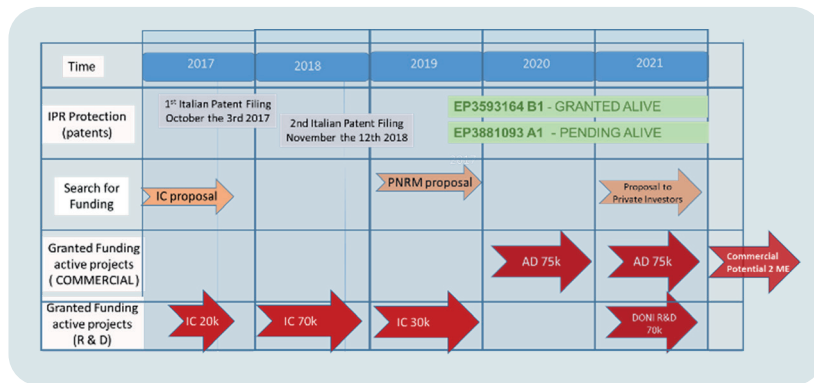 Time
2017
2018
2019
2020
2021
IPR Protection
(patents)
1st Italian Patent Filing
October the 3rd 2017
2nd Italian Patent Filing
November the 12th 2018
EP3593164 B1 - GRANTED ALIVE
EP3881093 A1 - PENDING ALIVE
Search for
Funding
IC proposal
PNRM proposal
Proposal to
Private Investors
Granted Funding
active projects
( COMMERCIAL)
AD 75k
AD 75k
Commercial
Potential 2 ME
Granted Funding
active projects
(R & D)
IC 20k
IC 70k
IC 30k
DONI R&D
70k